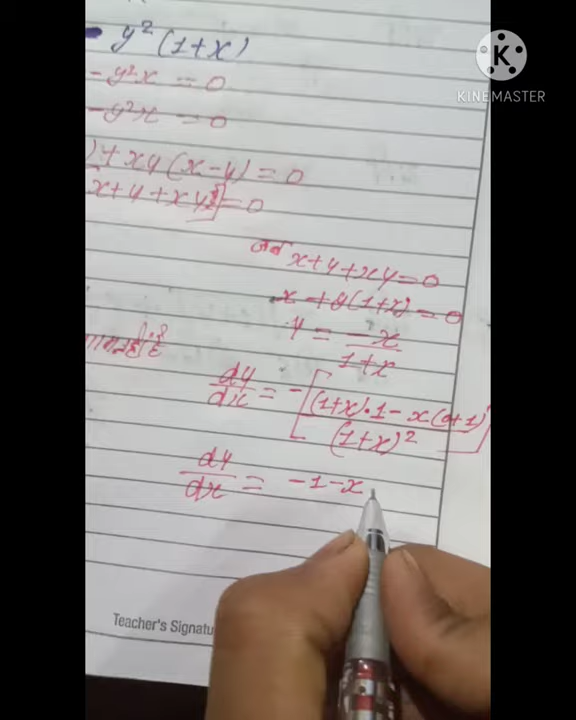 - y² (1+x)
KINEMASTER
- y²x = 0
- y²x = 0
) + xy (x-y) = 0
x+y+xy] = 0
x+y+xy=0
x + y(1+x) = 0
y = -x/1+x
dy/dx = -[(1+x)·1 - x(0+1)/(1+x)²]
dy/dx = -1-x
Teacher's Signatu